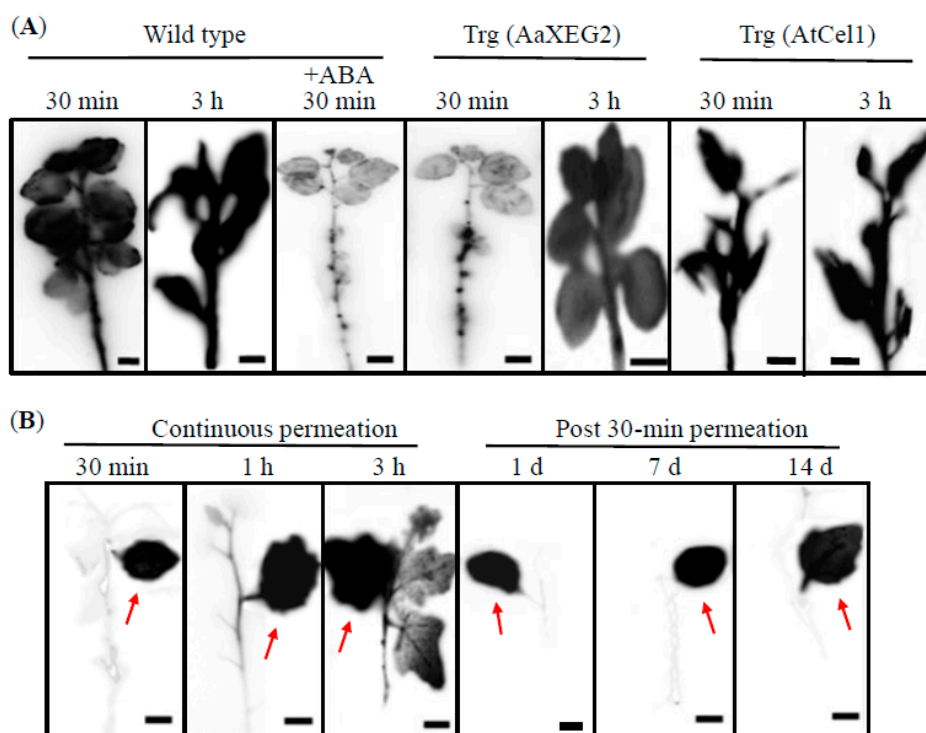 (A)
Wild type Trg (AaXEG2) Trg (AtCel1)
+ABA
30 min 3 h 30 min 30 min 3 h 30 min 3 h
(B)
Continuous permeation Post 30-min permeation
30 min 1 h 3 h 1 d 7 d 14 d